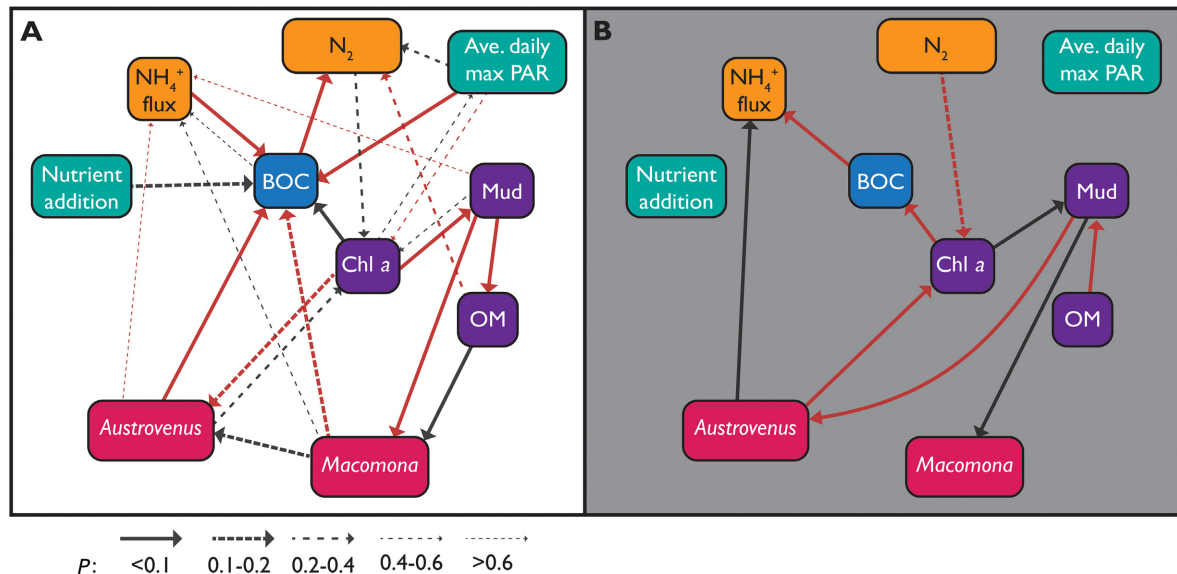 A
N₂
Ave. daily
max PAR
NH₄⁺
flux
Nutrient
addition
BOC
Mud
Chl a
OM
Austrovenus
Macomona
B
N₂
Ave. daily
max PAR
NH₄⁺
flux
Nutrient
addition
BOC
Mud
Chl a
OM
Austrovenus
Macomona
P: <0.1 0.1-0.2 0.2-0.4 0.4-0.6 >0.6